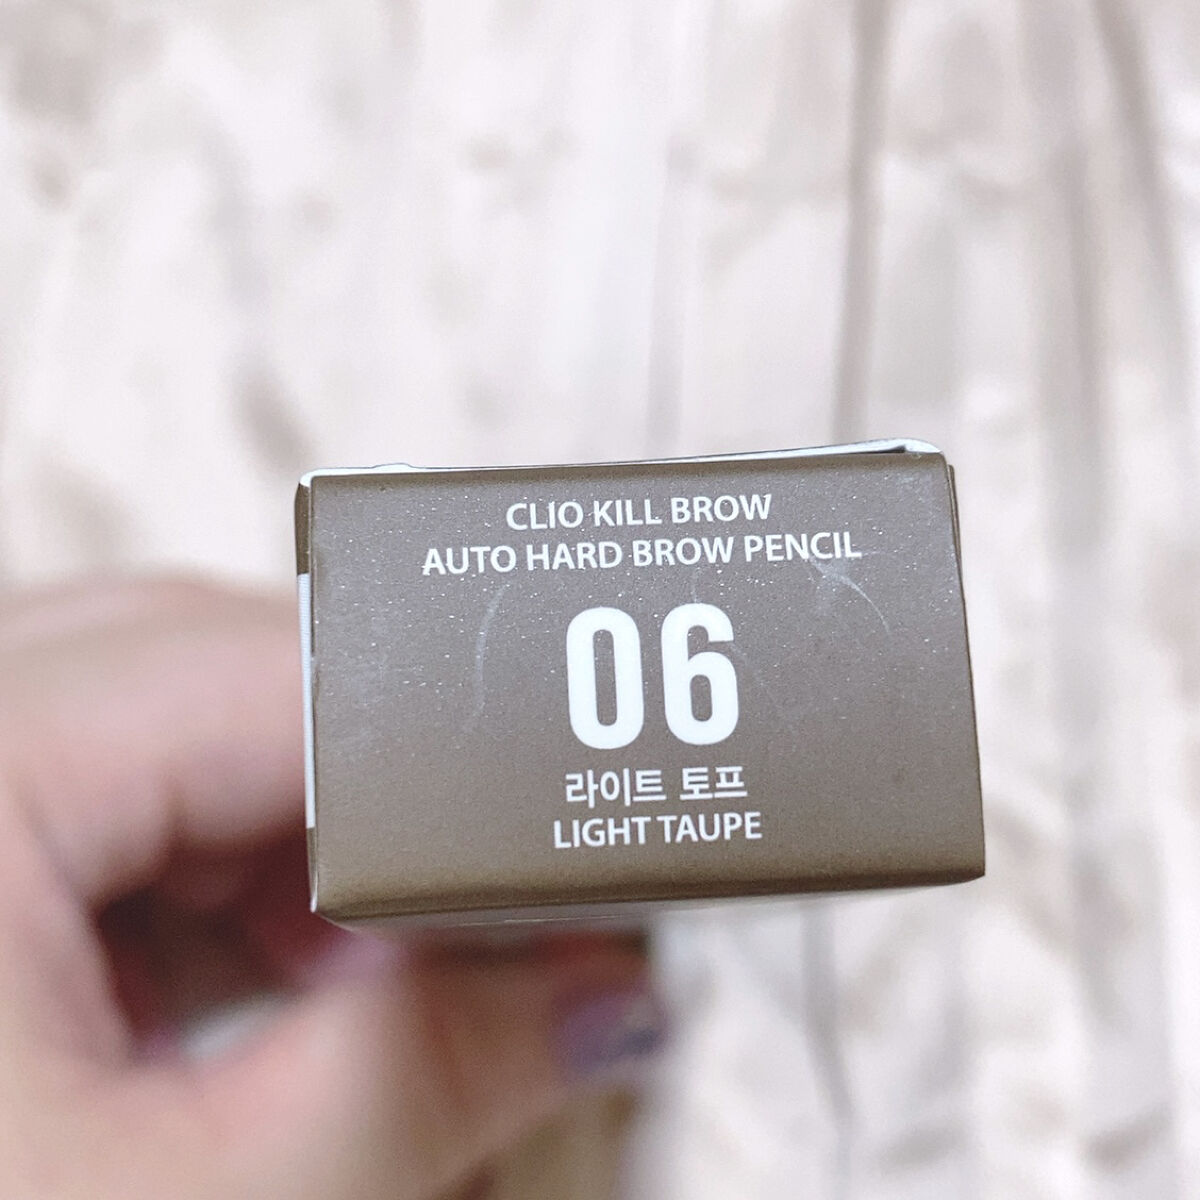 CLIO KILL BROW
AUTO HARD BROW PENCIL
06
라이트 토프
LIGHT TAUPE